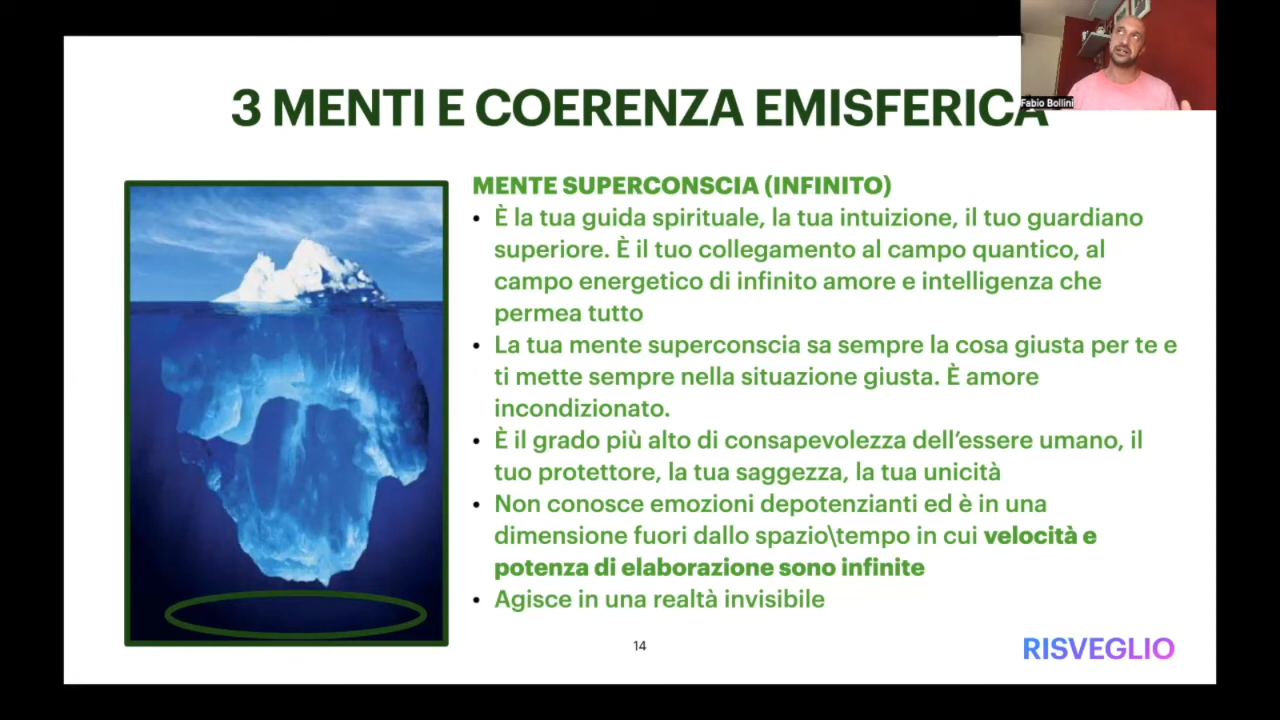 3 MENTI E COERENZA EMISFERICA
Fabio Bollini
MENTE SUPERCONSCIA (INFINITO)
• È la tua guida spirituale, la tua intuizione, il tuo guardiano
superiore. È il tuo collegamento al campo quantico, al
campo energetico di infinito amore e intelligenza che
permea tutto
• La tua mente superconscia sa sempre la cosa giusta per te e
ti mette sempre nella situazione giusta. È amore
incondizionato.
• È il grado più alto di consapevolezza dell’essere umano, il
tuo protettore, la tua saggezza, la tua unicità
• Non conosce emozioni depotenzianti ed è in una
dimensione fuori dallo spazio\tempo in cui velocità e
potenza di elaborazione sono infinite
• Agisce in una realtà invisibile
14
RISVEGLIO